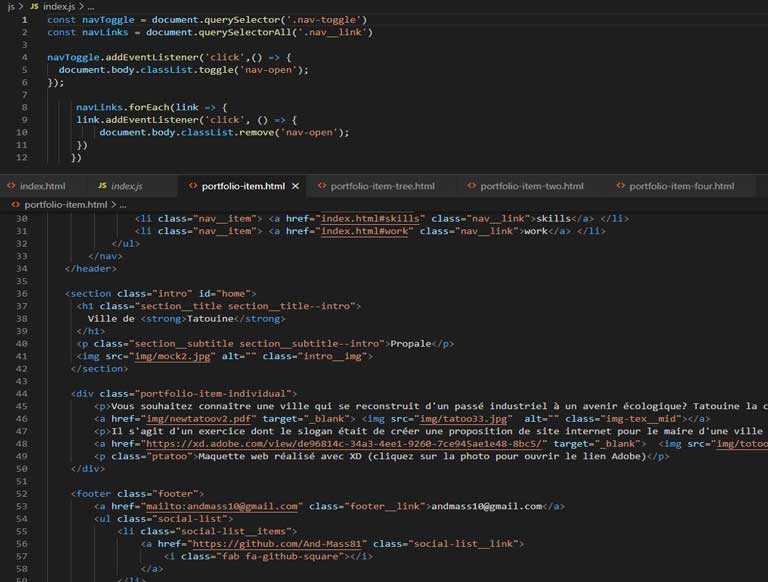 js > JS index.js > ...
1 const navToggle = document.querySelector('.nav-toggle')
2 const navLinks = document.querySelectorAll('.nav__link')
3
4 navToggle.addEventListener('click',() => {
5 document.body.classList.toggle('nav-open');
6 });
7
8 navLinks.forEach(link => {
9 link.addEventListener('click', () => {
10 document.body.classList.remove('nav-open');
11 })
12 })
<> index.html JS index.js <> portfolio-item.html × <> portfolio-item-tree.html <> portfolio-item-two.html <> portfolio-item-four.html
<> portfolio-item.html > ...
30 <li class="nav__item"> <a href="index.html#skills" class="nav__link">skills</a> </li>
31 <li class="nav__item"> <a href="index.html#work" class="nav__link">work</a> </li>
32 </ul>
33 </nav>
34 </header>
35
36 <section class="intro" id="home">
37 <h1 class="section__title section__title--intro">
38 Ville de <strong>Tatouine</strong>
39 </h1>
40 <p class="section__subtitle section__subtitle--intro">Propale</p>
41 <img src="img/mock2.jpg" alt="" class="intro__img">
42 </section>
43
44 <div class="portfolio-item-individual">
45 <p>Vous souhaitez connaître une ville qui se reconstruit d'un passé industriel à un avenir écologique? Tatouine la c
46 <a href="img/newtatoov2.pdf" target="_blank"> <img src="img/tatoo33.jpg" alt="" class="img-tex__mid"></a>
47 <p>Il s'agît d'un exercice dont le slogan était de créer une proposition de site internet pour le maire d'une ville
48 <a href="https://xd.adobe.com/view/de96814c-34a3-4ee1-9260-7ce945ae1e48-8bc5/" target="_blank"> <img src="img/totoo
49 <p class="ptatoo">Maquette web réalisé avec XD (cliquez sur la photo pour ouvrir le lien Adobe)</p>
50 </div>
51
52 <footer class="footer">
53 <a href="mailto:andmass10@gmail.com" class="footer__link">andmass10@gmail.com</a>
54 <ul class="social-list">
55 <li class="social-list__items">
56 <a href="https://github.com/And-Mass81" class="social-list__link">
57 <i class="fab fa-github-square"></i>
58 </a>
59 </li>